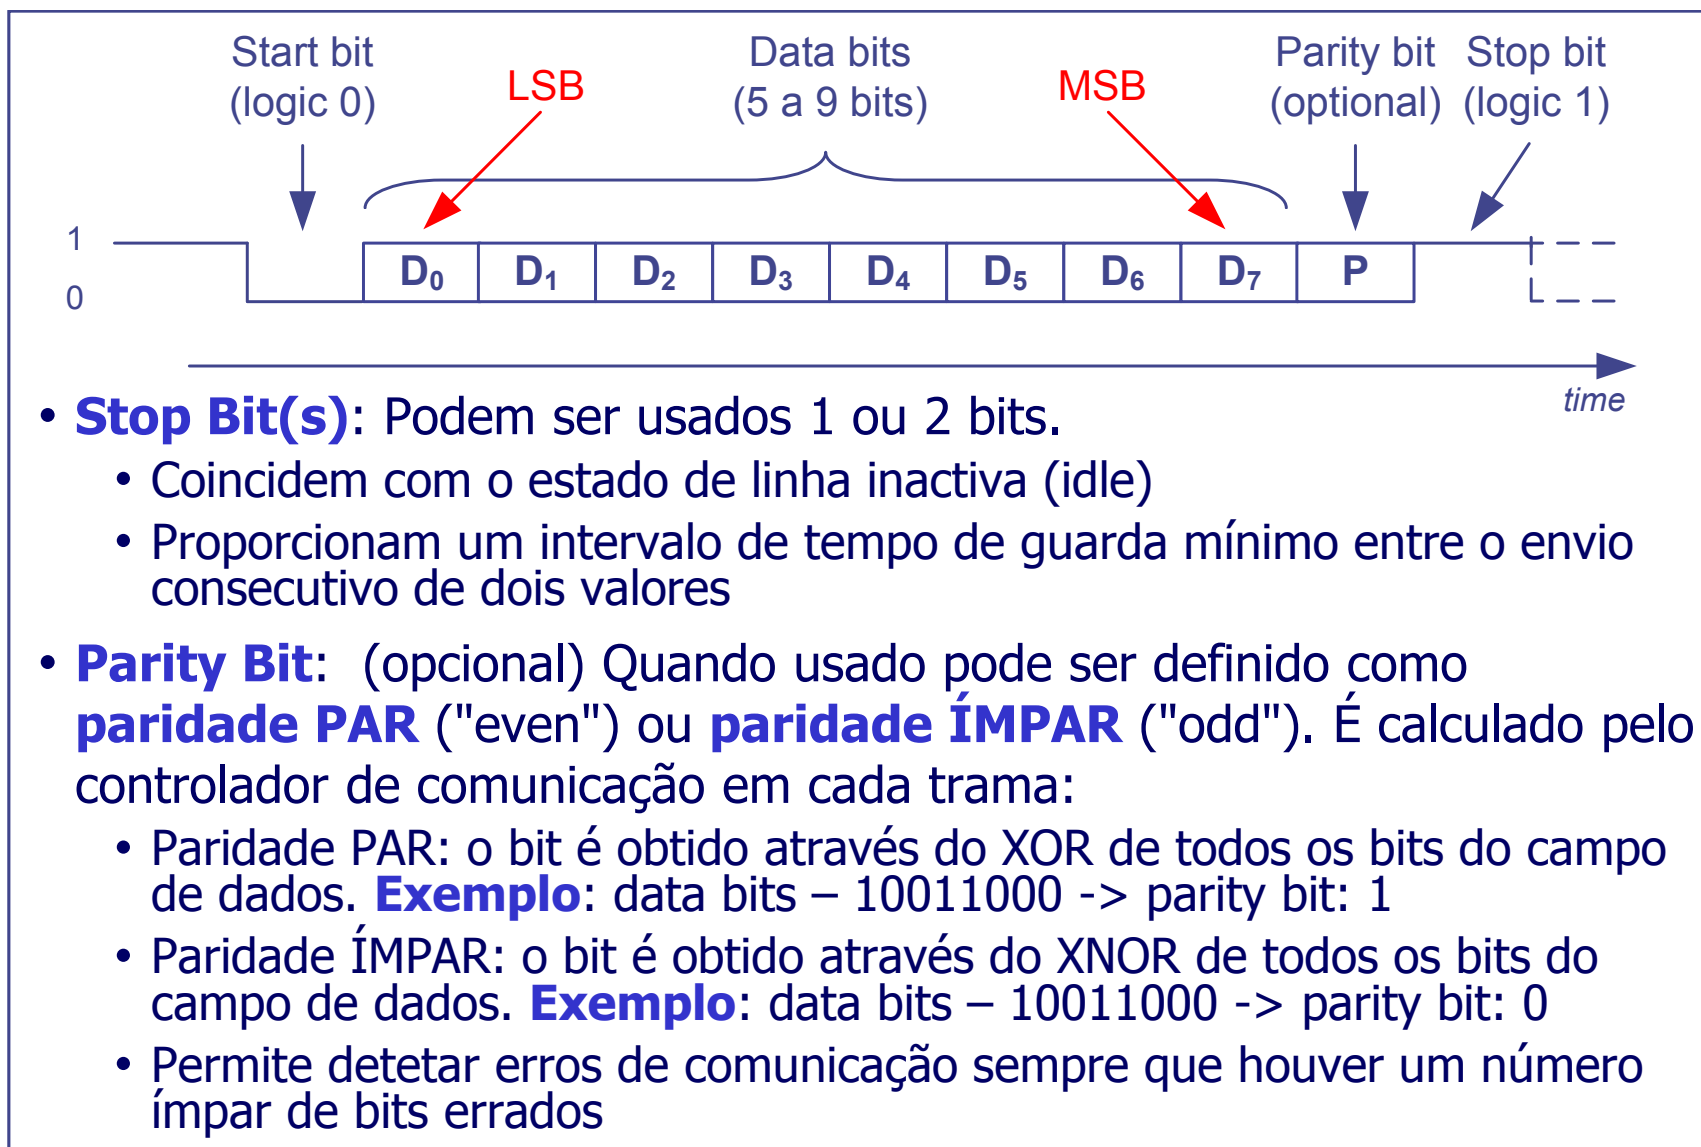 Start bit Data bits Parity bit Stop bit
(logic 0) LSB (5 a 9 bits) MSB (optional) (logic 1)
1
D0 D1 D2 D3 D4 D5 D6 D7 P
0
time
• Stop Bit(s): Podem ser usados 1 ou 2 bits.
• Coincidem com o estado de linha inactiva (idle)
• Proporcionam um intervalo de tempo de guarda mínimo entre o envio
consecutivo de dois valores
• Parity Bit: (opcional) Quando usado pode ser definido como
paridade PAR ("even") ou paridade ÍMPAR ("odd"). É calculado pelo
controlador de comunicação em cada trama:
• Paridade PAR: o bit é obtido através do XOR de todos os bits do campo
de dados. Exemplo: data bits – 10011000 -> parity bit: 1
• Paridade ÍMPAR: o bit é obtido através do XNOR de todos os bits do
campo de dados. Exemplo: data bits – 10011000 -> parity bit: 0
• Permite detetar erros de comunicação sempre que houver um número
ímpar de bits errados